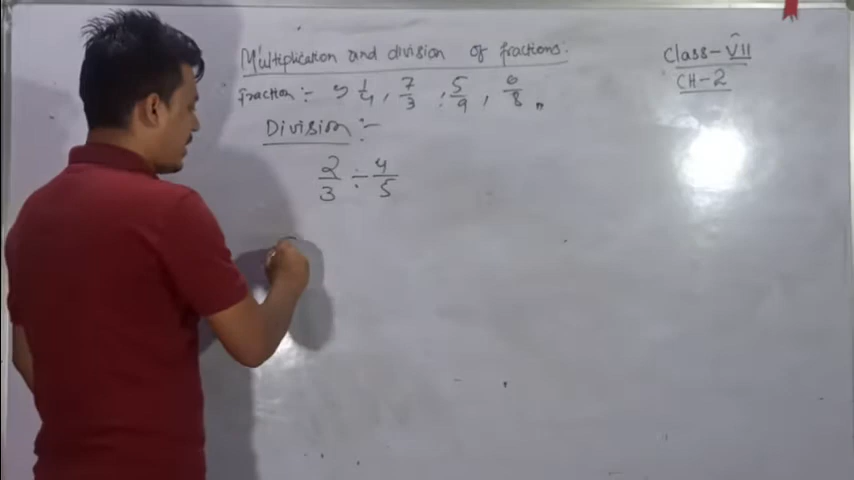 Multiplication and division of fractions:
Class-VII
CH-2
Fraction :- 1/4, 7/3, 5/9, 8
Division :-
2/3 ÷ 4/5